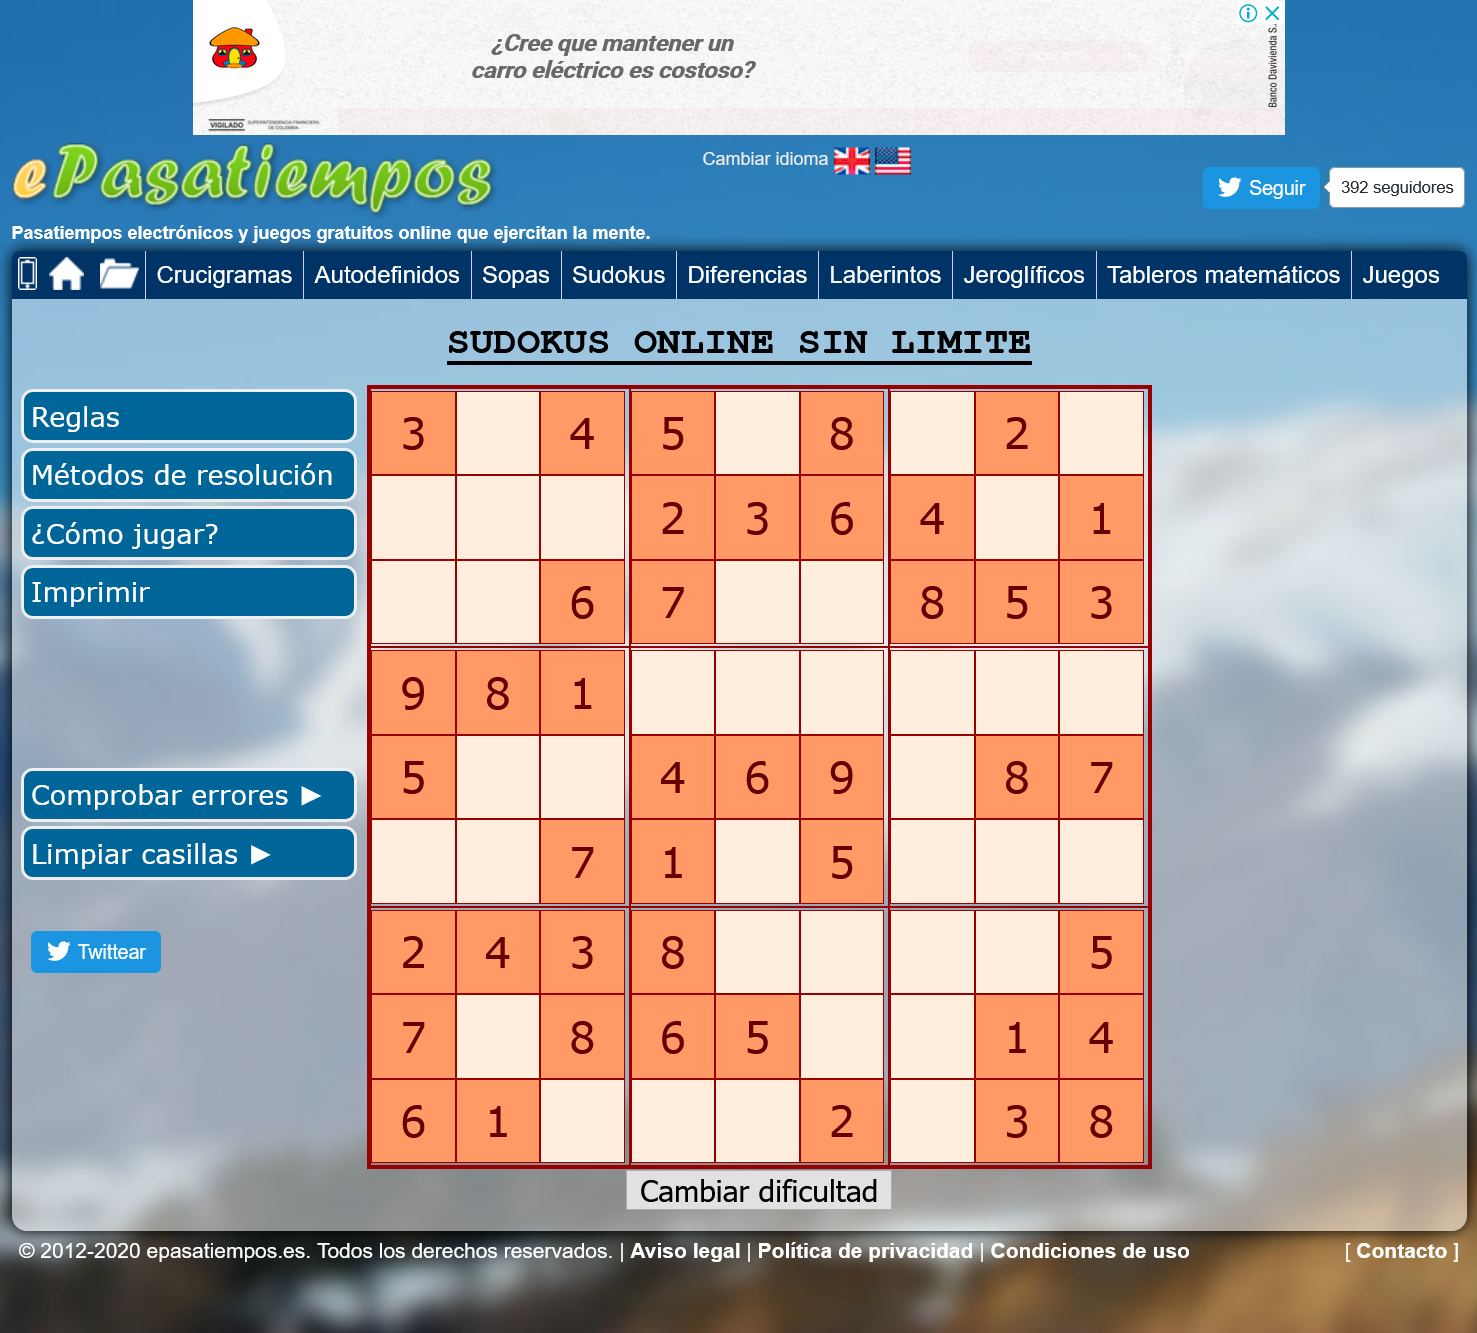 ¿Cree que mantener un
carro eléctrico es costoso?
Banco Davivienda S.
VIGILADO SUPERINTENDENCIA FINANCIERA
DE COLOMBIA
ePasatiempos
Cambiar idioma
Seguir 392 seguidores
Pasatiempos electrónicos y juegos gratuitos online que ejercitan la mente.
Crucigramas Autodefinidos Sopas Sudokus Diferencias Laberintos Jeroglíficos Tableros matemáticos Juegos
SUDOKUS ONLINE SIN LIMITE
Reglas
Métodos de resolución
¿Cómo jugar?
Imprimir
Comprobar errores ►
Limpiar casillas ►
Twittear
3 4 5 8 2
2 3 6 4 1
6 7 8 5 3
9 8 1
5 4 6 9 8 7
7 1 5
2 4 3 8 5
7 8 6 5 1 4
6 1 2 3 8
Cambiar dificultad
© 2012-2020 epasatiempos.es. Todos los derechos reservados. | Aviso legal | Política de privacidad | Condiciones de uso [ Contacto ]